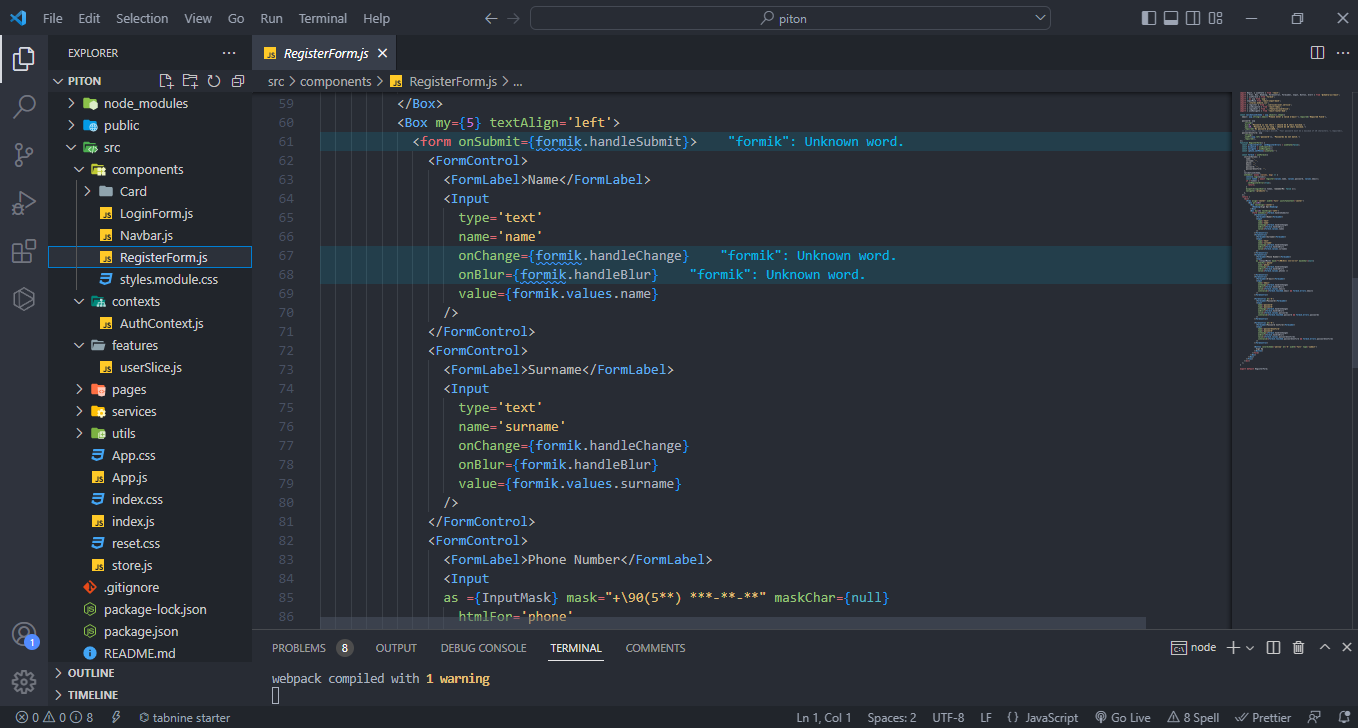 File Edit Selection View Go Run Terminal Help
piton
EXPLORER
RegisterForm.js
PITON
src > components > RegisterForm.js > ...
node_modules
public
src
components
Card
LoginForm.js
Navbar.js
RegisterForm.js
styles.module.css
contexts
AuthContext.js
features
userSlice.js
pages
services
utils
App.css
App.js
index.css
index.js
reset.css
store.js
.gitignore
package-lock.json
package.json
README.md
OUTLINE
TIMELINE
59 </Box>
60 <Box my={5} textAlign='left'>
61 <form onSubmit={formik.handleSubmit}> "formik": Unknown word.
62 <FormControl>
63 <FormLabel>Name</FormLabel>
64 <Input
65 type='text'
66 name='name'
67 onChange={formik.handleChange} "formik": Unknown word.
68 onBlur={formik.handleBlur} "formik": Unknown word.
69 value={formik.values.name}
70 />
71 </FormControl>
72 <FormControl>
73 <FormLabel>Surname</FormLabel>
74 <Input
75 type='text'
76 name='surname'
77 onChange={formik.handleChange}
78 onBlur={formik.handleBlur}
79 value={formik.values.surname}
80 />
81 </FormControl>
82 <FormControl>
83 <FormLabel>Phone Number</FormLabel>
84 <Input
85 as ={InputMask} mask="+\90(5**) ***-**-**" maskChar={null}
86 htmlFor='phone'
PROBLEMS 8 OUTPUT DEBUG CONSOLE TERMINAL COMMENTS
node
webpack compiled with 1 warning
1
0 0 8 tabnine starter
Ln 1, Col 1 Spaces: 2 UTF-8 LF {} JavaScript Go Live 8 Spell Prettier